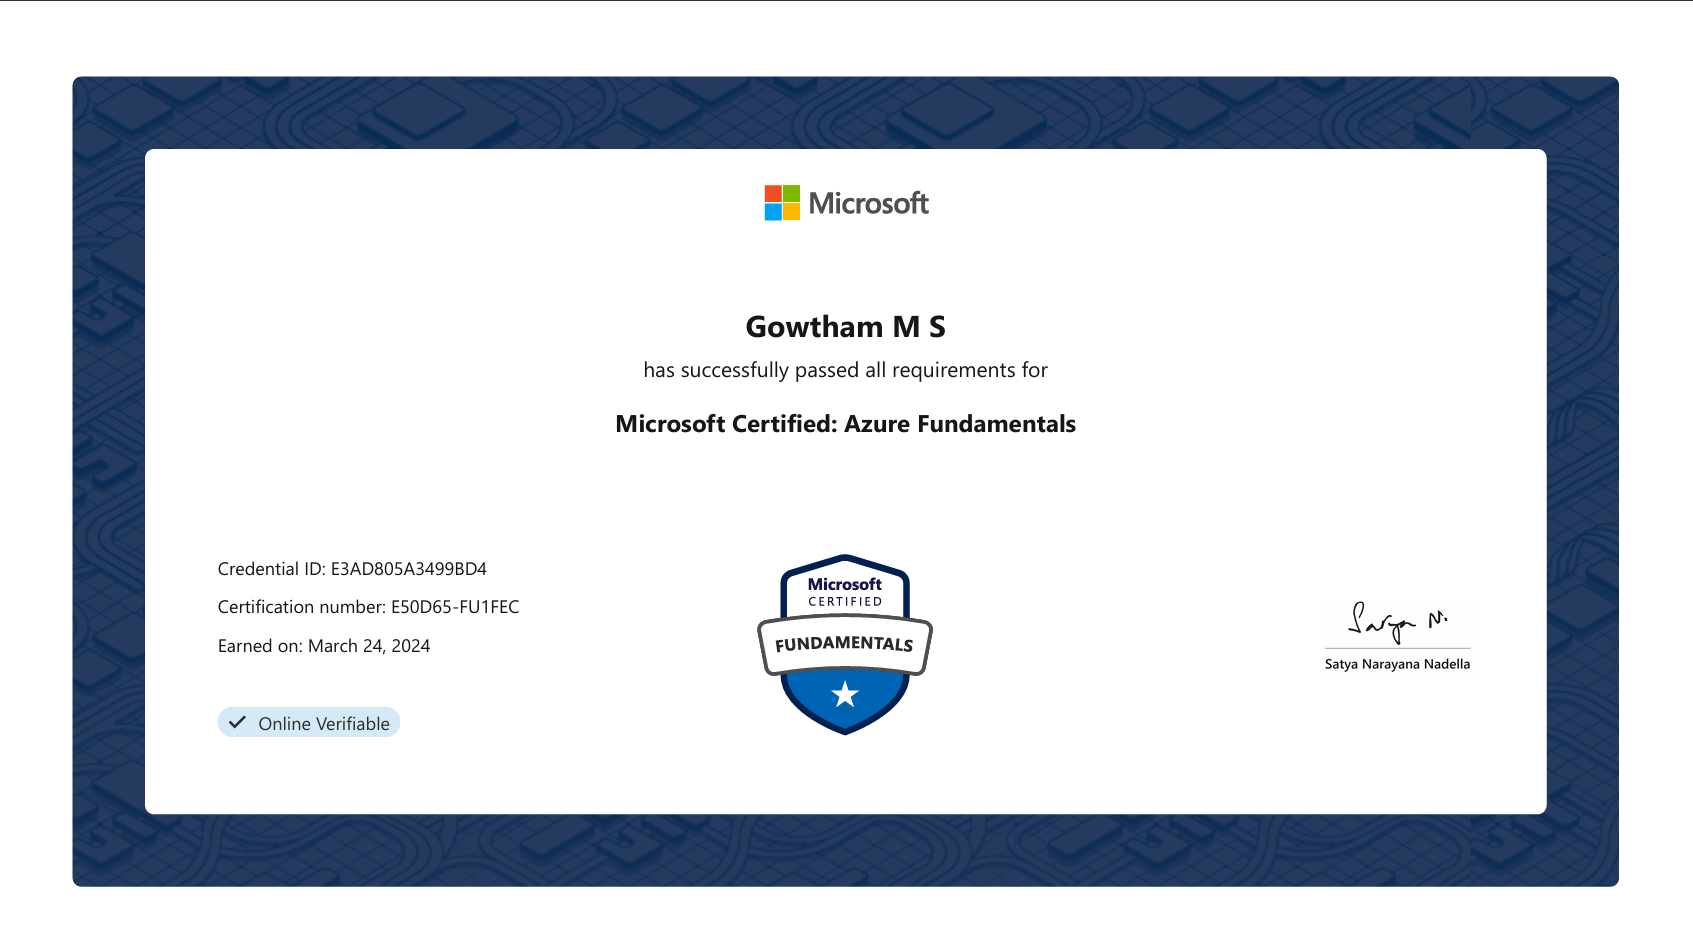 Microsoft
Gowtham M S
has successfully passed all requirements for
Microsoft Certified: Azure Fundamentals
Credential ID: E3AD805A3499BD4
Certification number: E50D65-FU1FEC
Earned on: March 24, 2024
Online Verifiable
Microsoft
CERTIFIED
FUNDAMENTALS
Satya N.
Satya Narayana Nadella